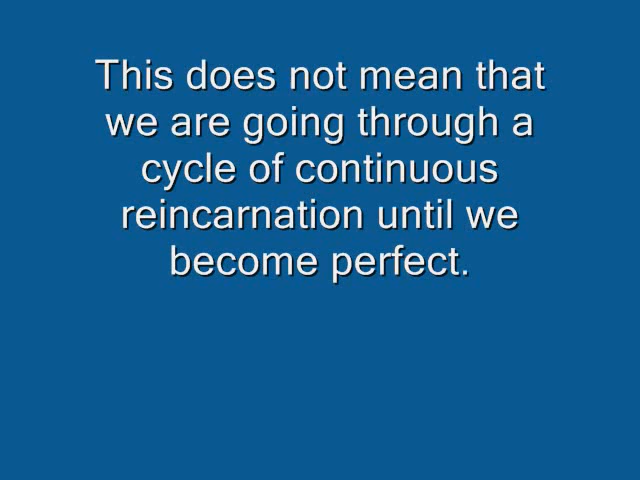 This does not mean that
we are going through a
cycle of continuous
reincarnation until we
become perfect.